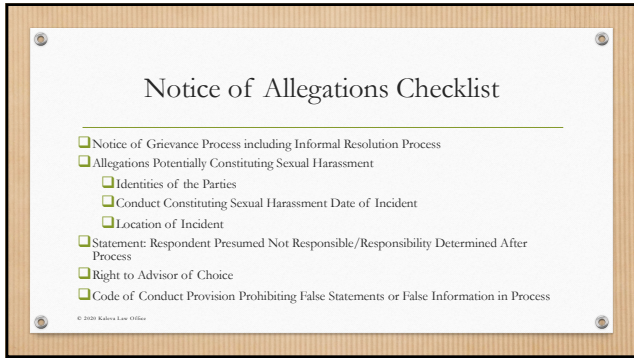 Notice of Allegations Checklist
Notice of Grievance Process including Informal Resolution Process
Allegations Potentially Constituting Sexual Harassment
Identities of the Parties
Conduct Constituting Sexual Harassment Date of Incident
Location of Incident
Statement: Respondent Presumed Not Responsible/Responsibility Determined After
Process
Right to Advisor of Choice
Code of Conduct Provision Prohibiting False Statements or False Information in Process
© 2020 Kaleva Law Office